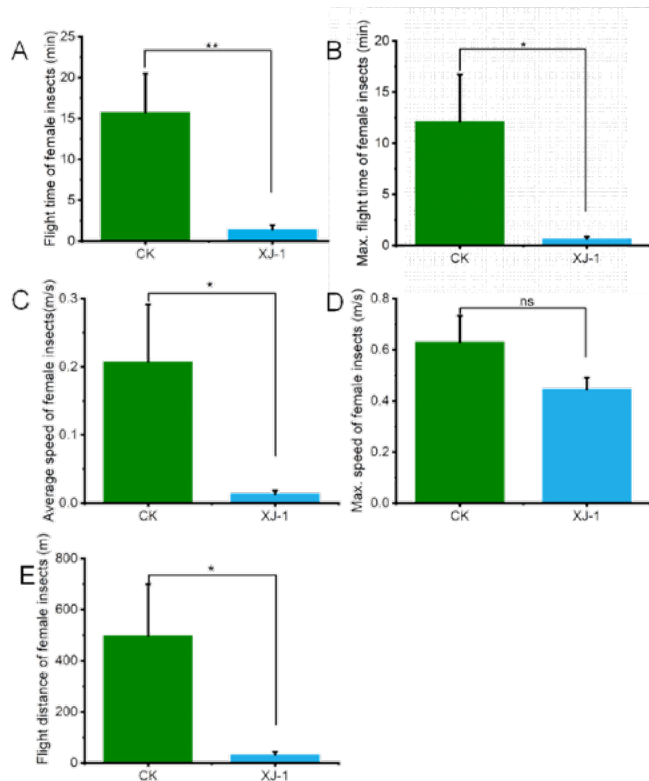 A
Flight time of female insects (min)
25
20
15
10
5
0
**
CK
XJ-1
B
Max. flight time of female insects (min)
20
15
10
5
0
*
CK
XJ-1
C
Average speed of female insects(m/s)
0.3
0.2
0.1
0.0
*
CK
XJ-1
D
Max. speed of female insects (m/s)
0.8
0.6
0.4
0.2
0.0
ns
CK
XJ-1
E
Flight distance of female insects (m)
800
600
400
200
0
*
CK
XJ-1